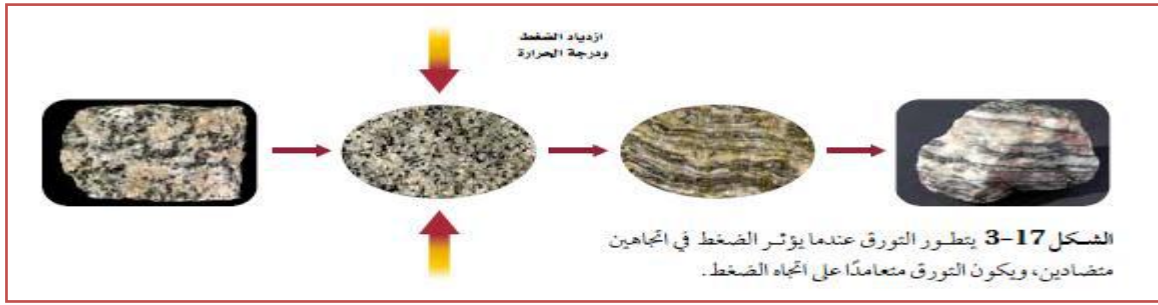 ازدياد الضغط
ودرجة الحرارة
الشكل 17-3 يتطور التورق عندما يؤثر الضغط في اتجاهين
متضادين، ويكون التورق متعامدًا على اتجاه الضغط.